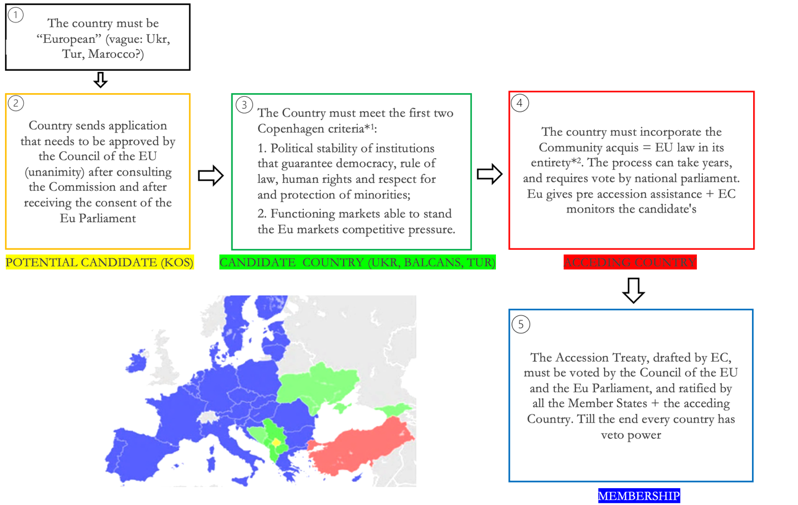 1
The country must be
“European” (vague: Ukr,
Tur, Marocco?)
2
Country sends application
that needs to be approved by
the Council of the EU
(unanimity) after consulting
the Commission and after
receiving the consent of the
Eu Parliament
POTENTIAL CANDIDATE (KOS)
3
The Country must meet the first two
Copenhagen criteria*¹:
1. Political stability of institutions
that guarantee democracy, rule of
law, human rights and respect for
and protection of minorities;
2. Functioning markets able to stand
the Eu markets competitive pressure.
CANDIDATE COUNTRY (UKR, BALCANS, TUR)
4
The country must incorporate the
Community acquis = EU law in its
entirety*². The process can take years,
and requires vote by national parliament.
Eu gives pre accession assistance + EC
monitors the candidate's
ACCEDING COUNTRY
5
The Accession Treaty, drafted by EC,
must be voted by the Council of the EU
and the Eu Parliament, and ratified by
all the Member States + the acceding
Country. Till the end every country has
veto power
MEMBERSHIP